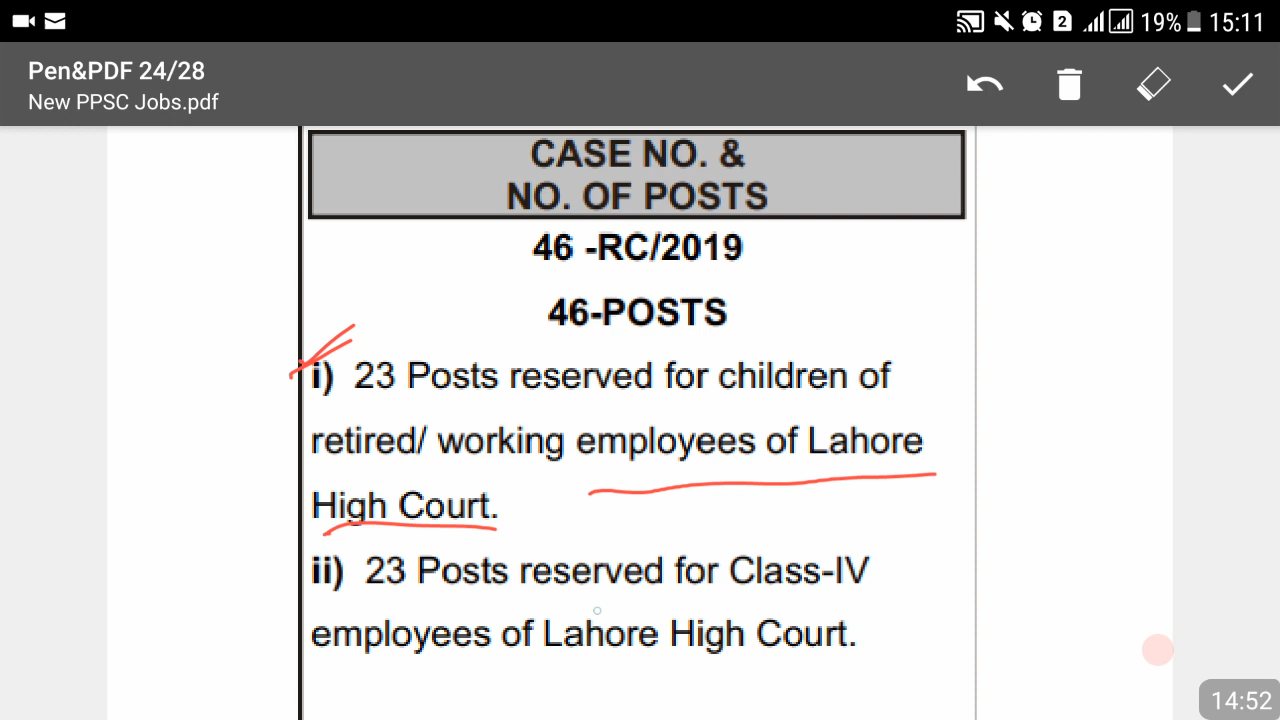 2 19% 15:11
Pen&PDF 24/28
New PPSC Jobs.pdf
CASE NO. &
NO. OF POSTS
46 -RC/2019
46-POSTS
i) 23 Posts reserved for children of
retired/ working employees of Lahore
High Court.
ii) 23 Posts reserved for Class-IV
employees of Lahore High Court.
14:52